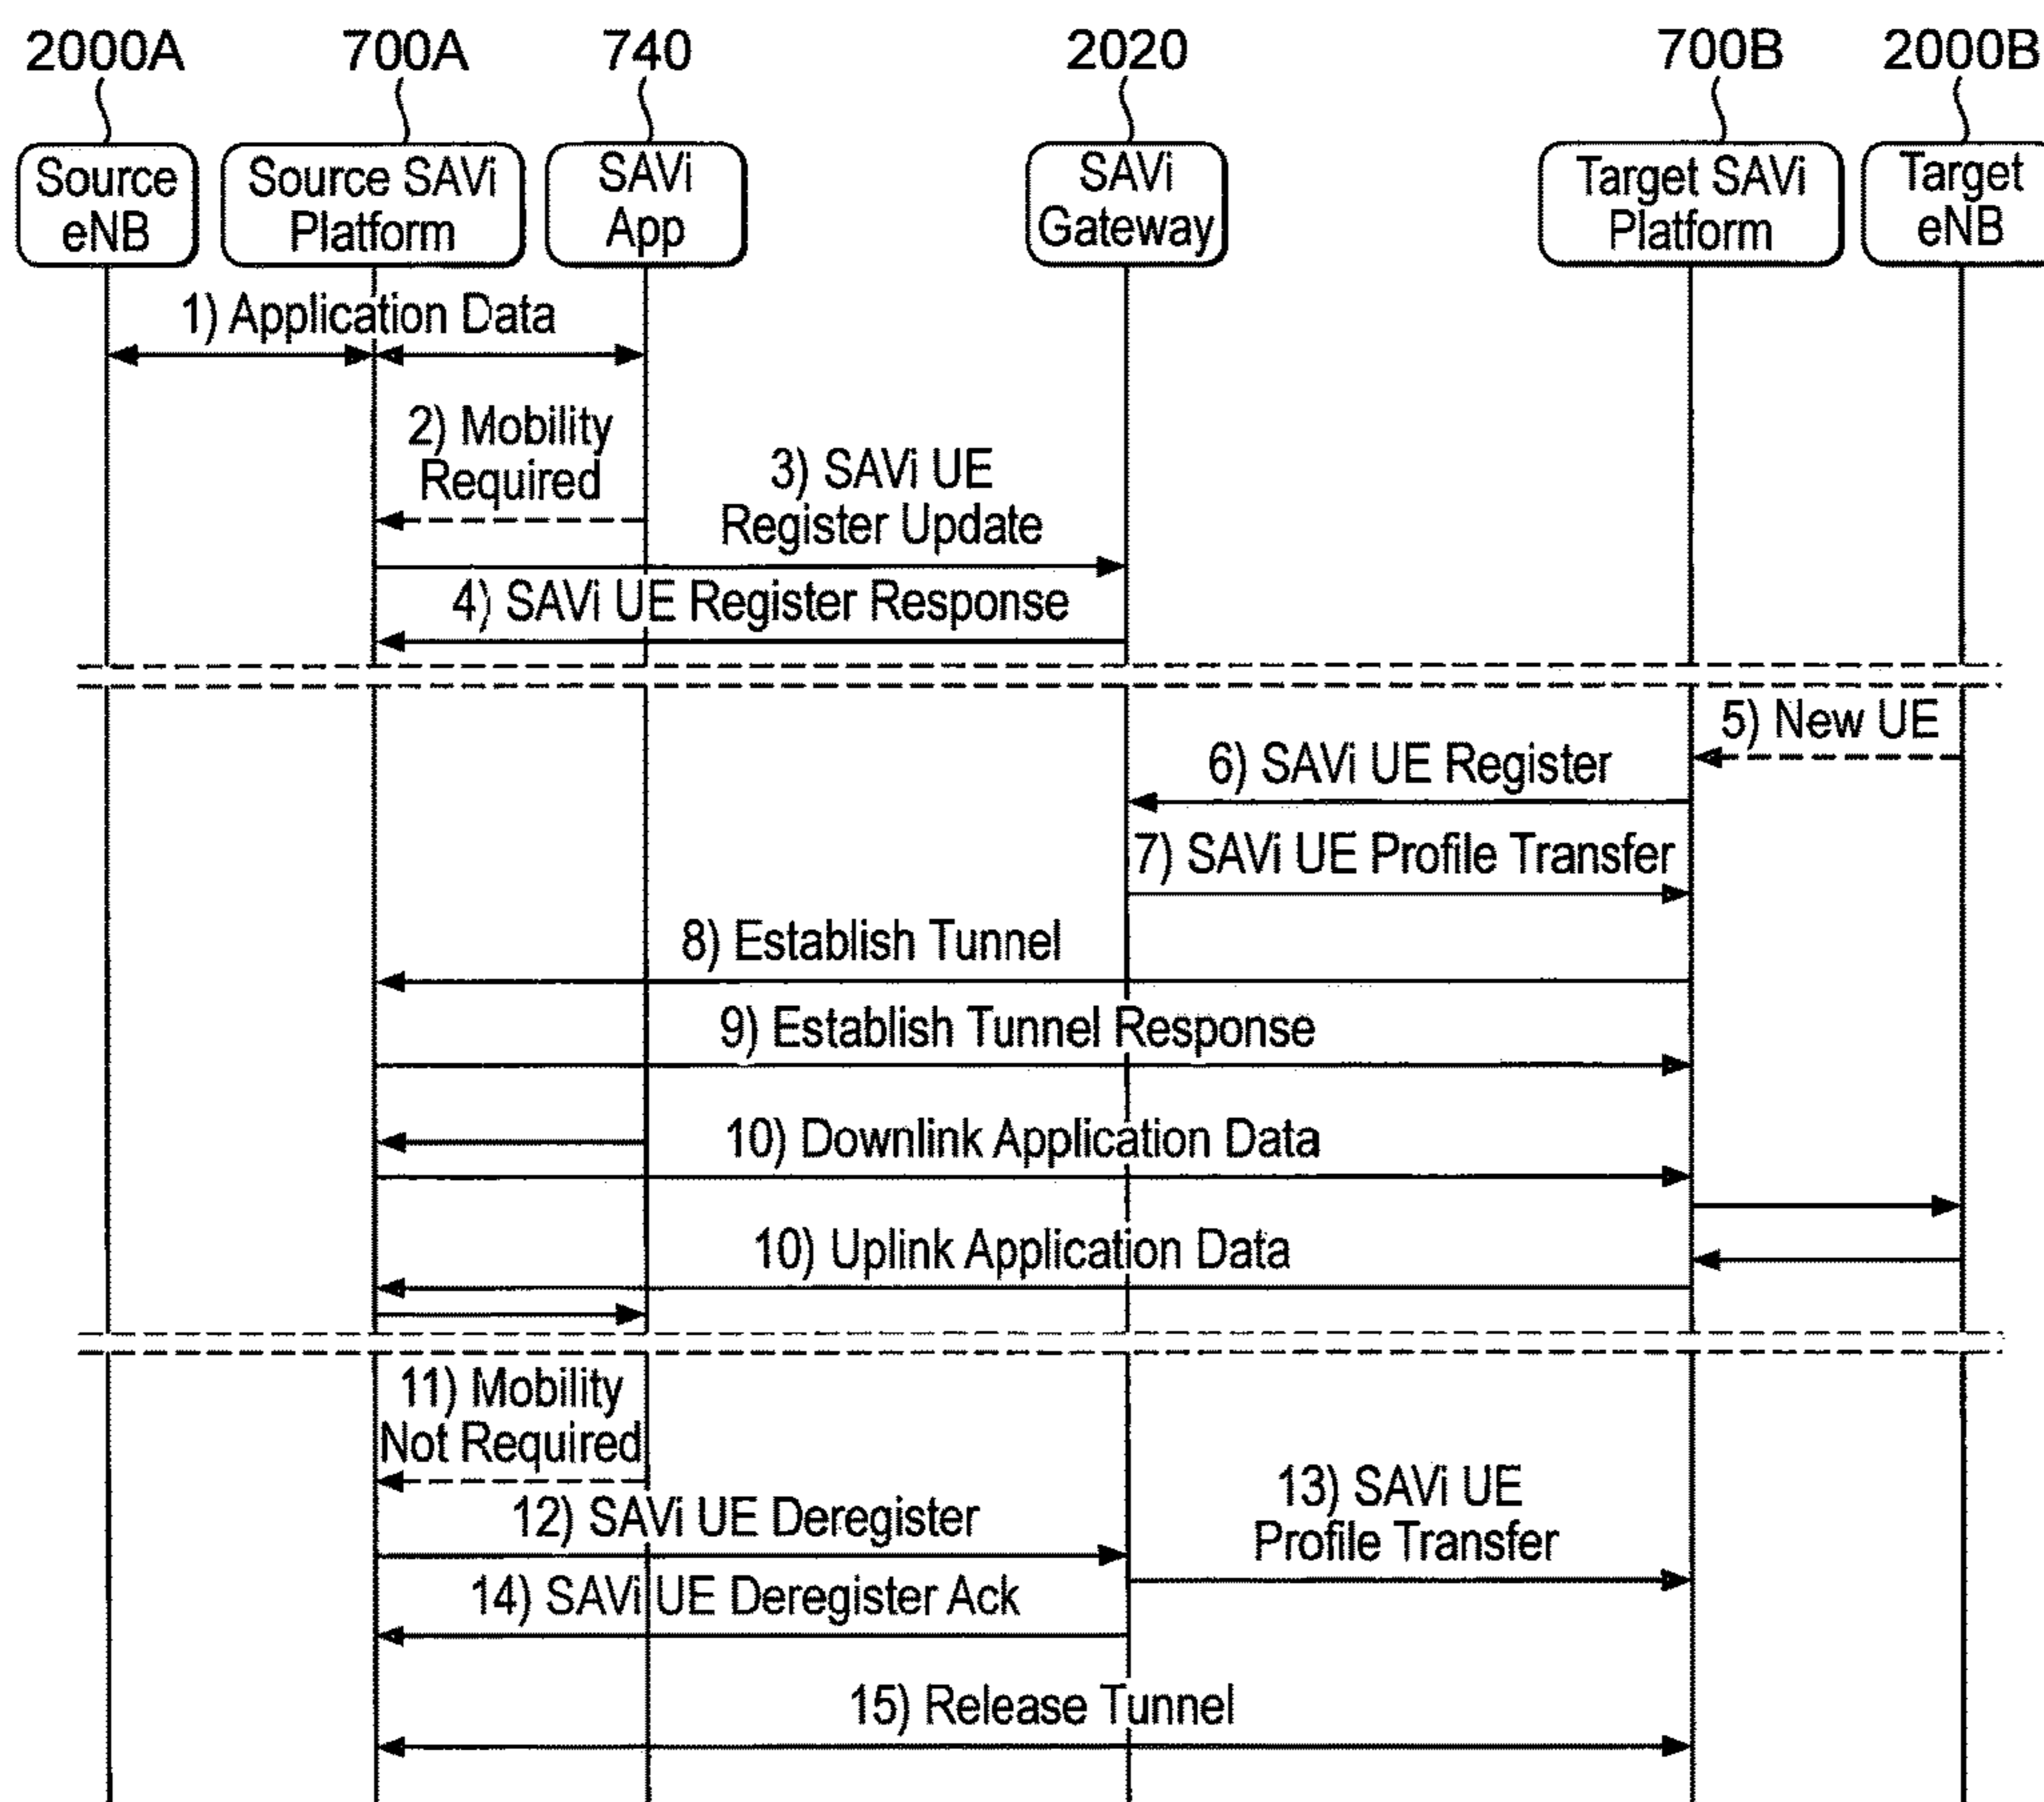 2000A 700A 740 2020 700B 2000B
Source
eNB
Source SAVi
Platform
SAVi
App
SAVi
Gateway
Target SAVi
Platform
Target
eNB
1) Application Data
2) Mobility
Required
3) SAVi UE
Register Update
4) SAVi UE Register Response
5) New UE
6) SAVi UE Register
7) SAVi UE Profile Transfer
8) Establish Tunnel
9) Establish Tunnel Response
10) Downlink Application Data
10) Uplink Application Data
11) Mobility
Not Required
12) SAVi UE Deregister
13) SAVi UE
Profile Transfer
14) SAVi UE Deregister Ack
15) Release Tunnel